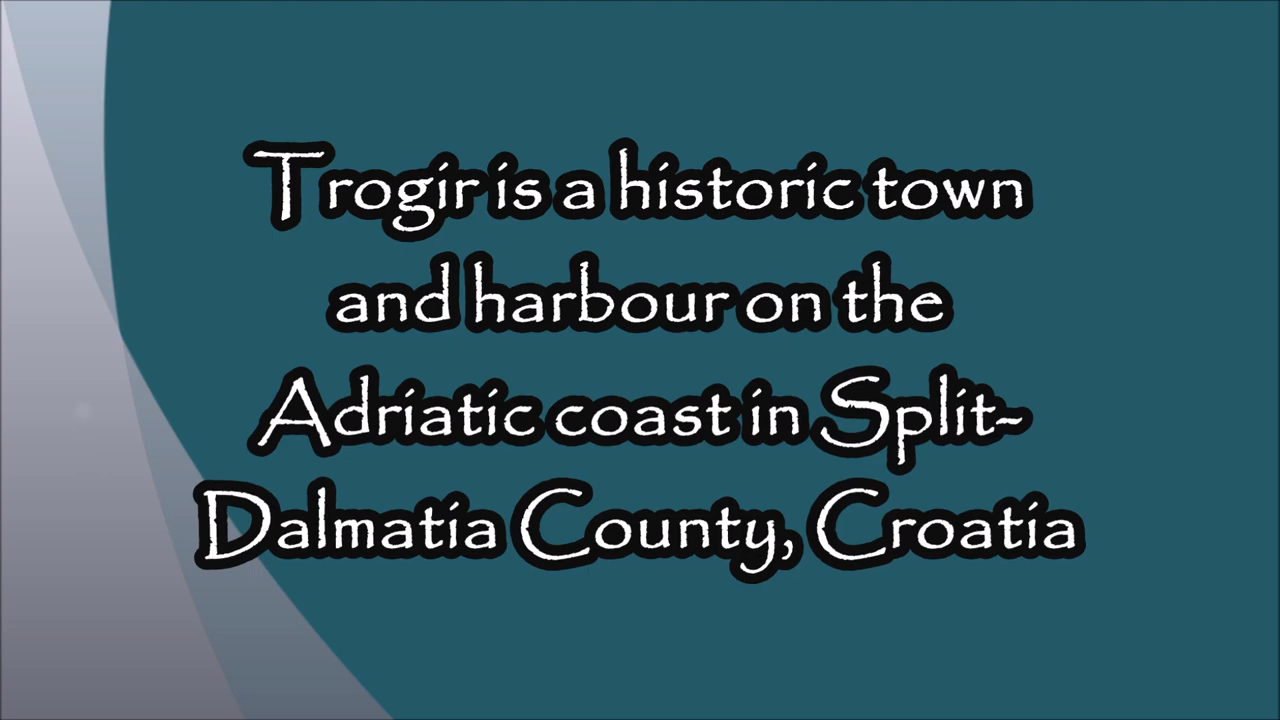 Trogir is a historic town
and harbour on the
Adriatic coast in Split-
Dalmatia County, Croatia